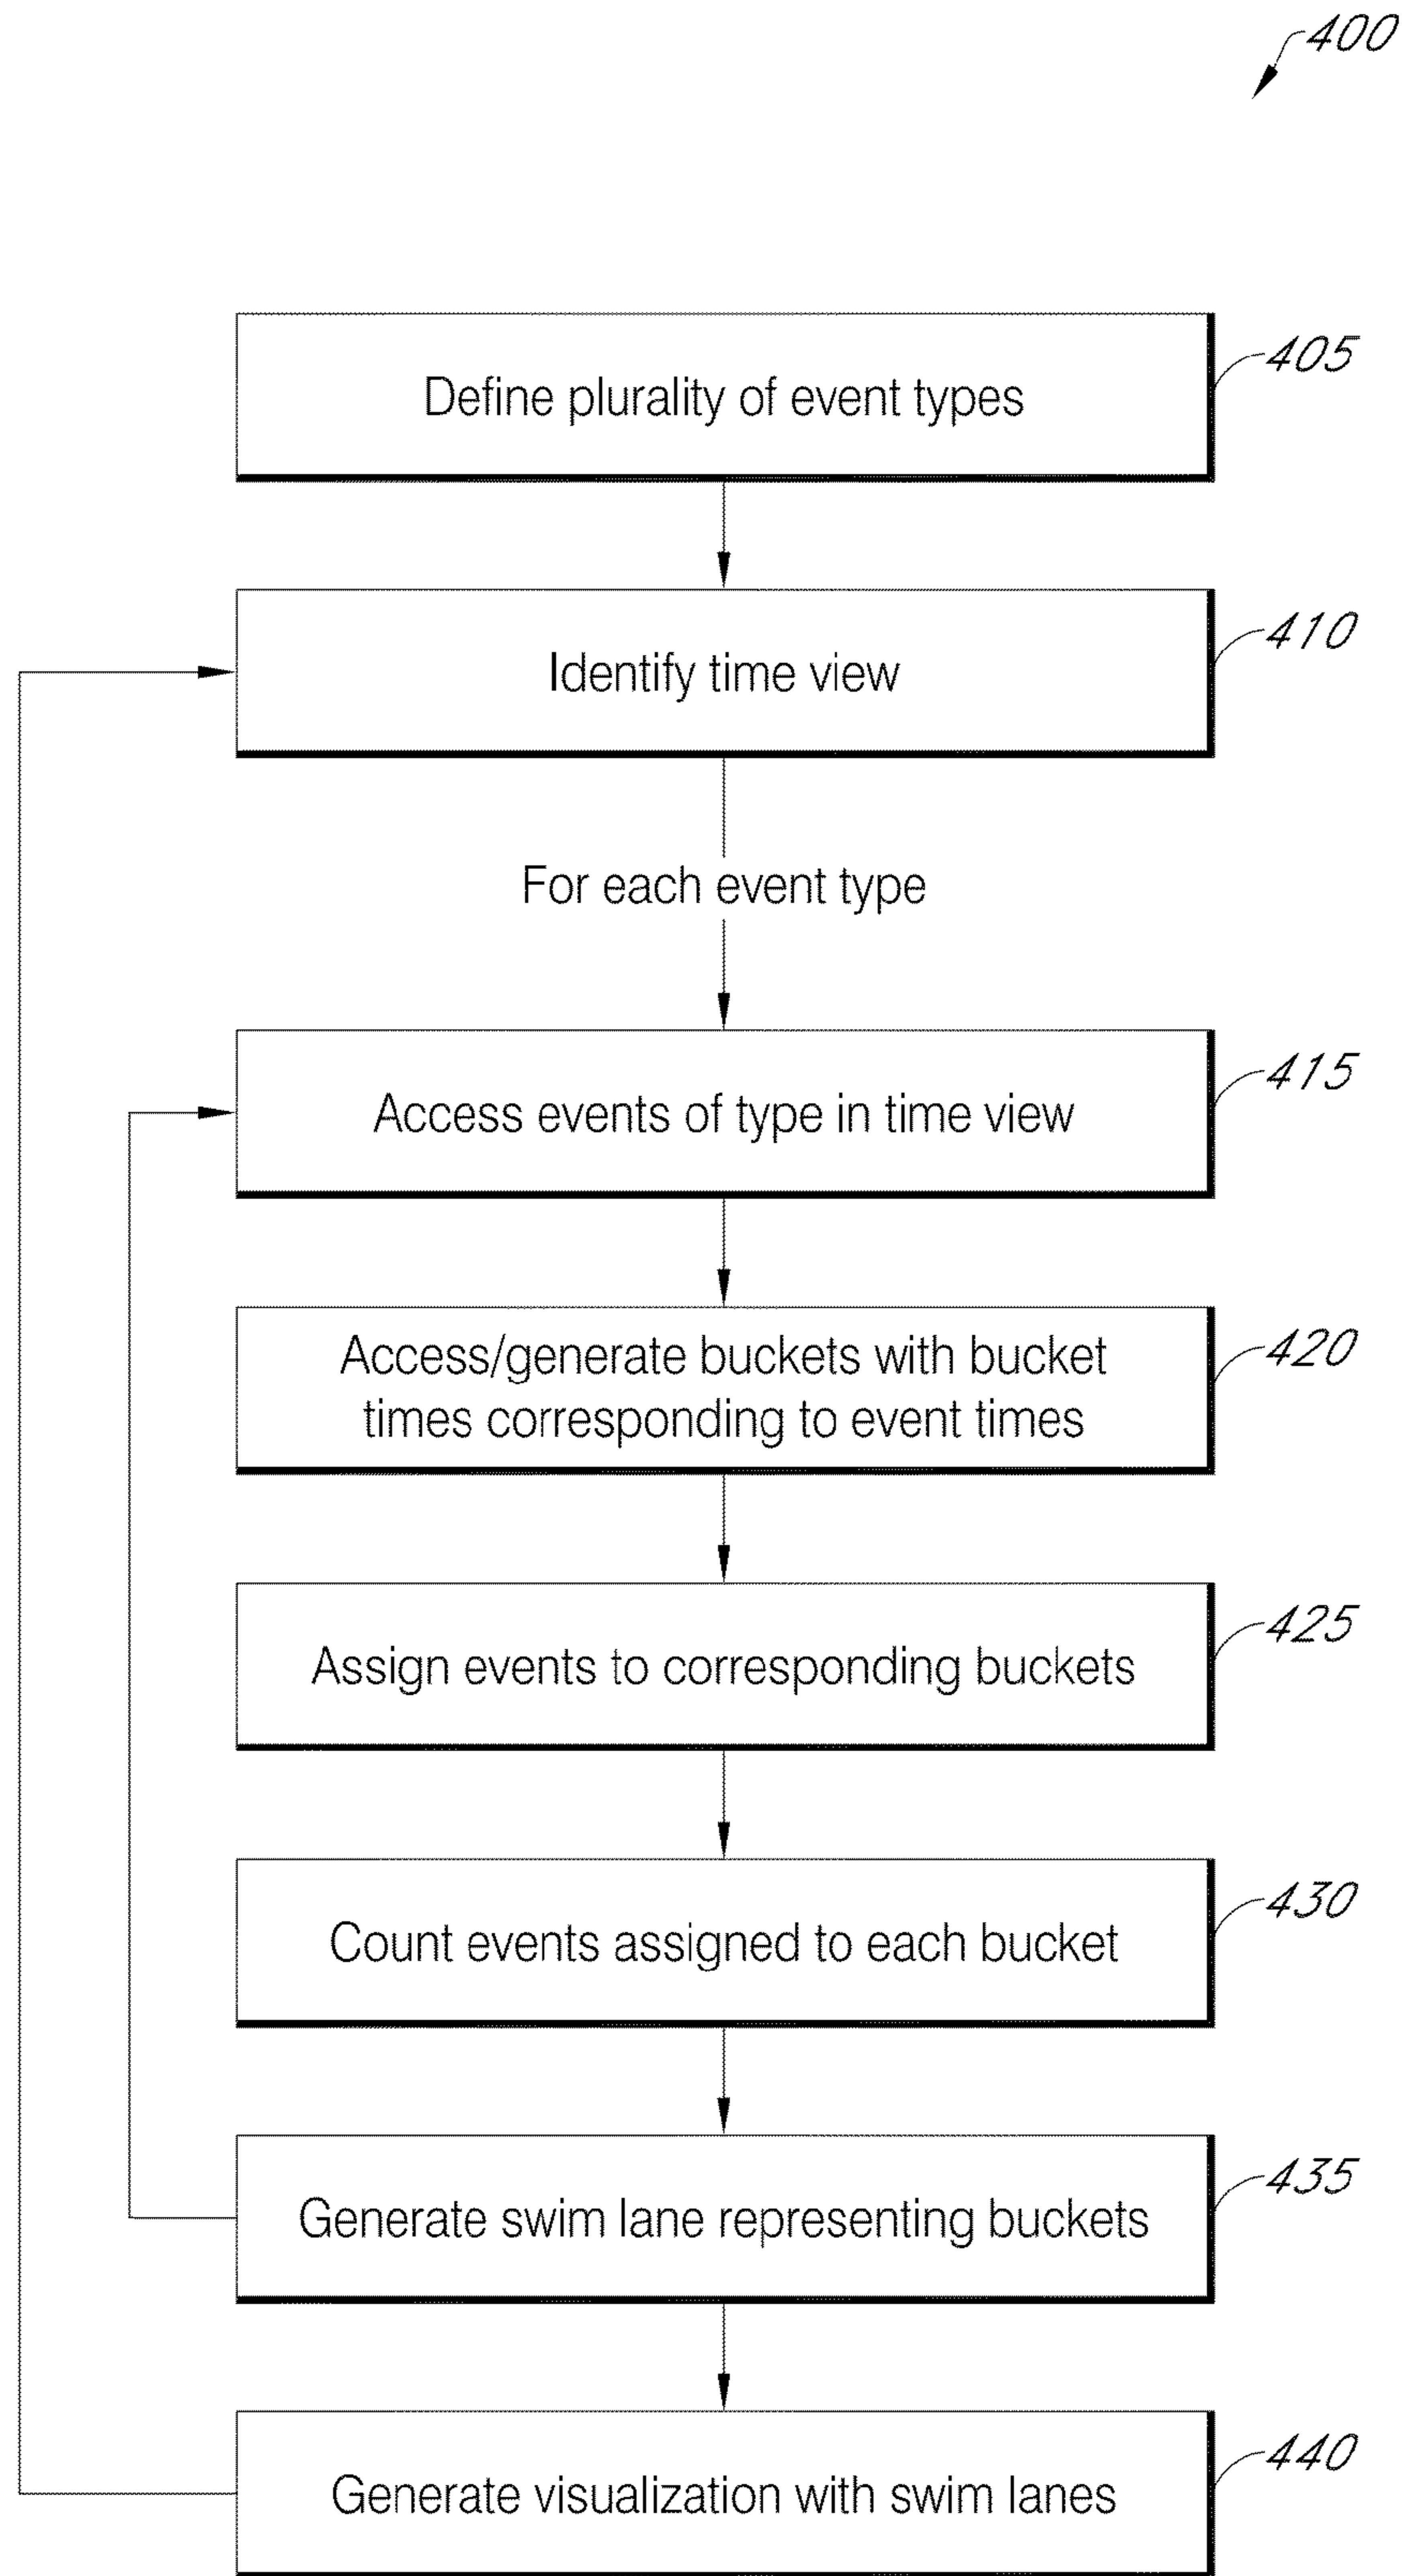 400
Define plurality of event types
405
Identify time view
410
For each event type
Access events of type in time view
415
Access/generate buckets with bucket
times corresponding to event times
420
Assign events to corresponding buckets
425
Count events assigned to each bucket
430
Generate swim lane representing buckets
435
Generate visualization with swim lanes
440